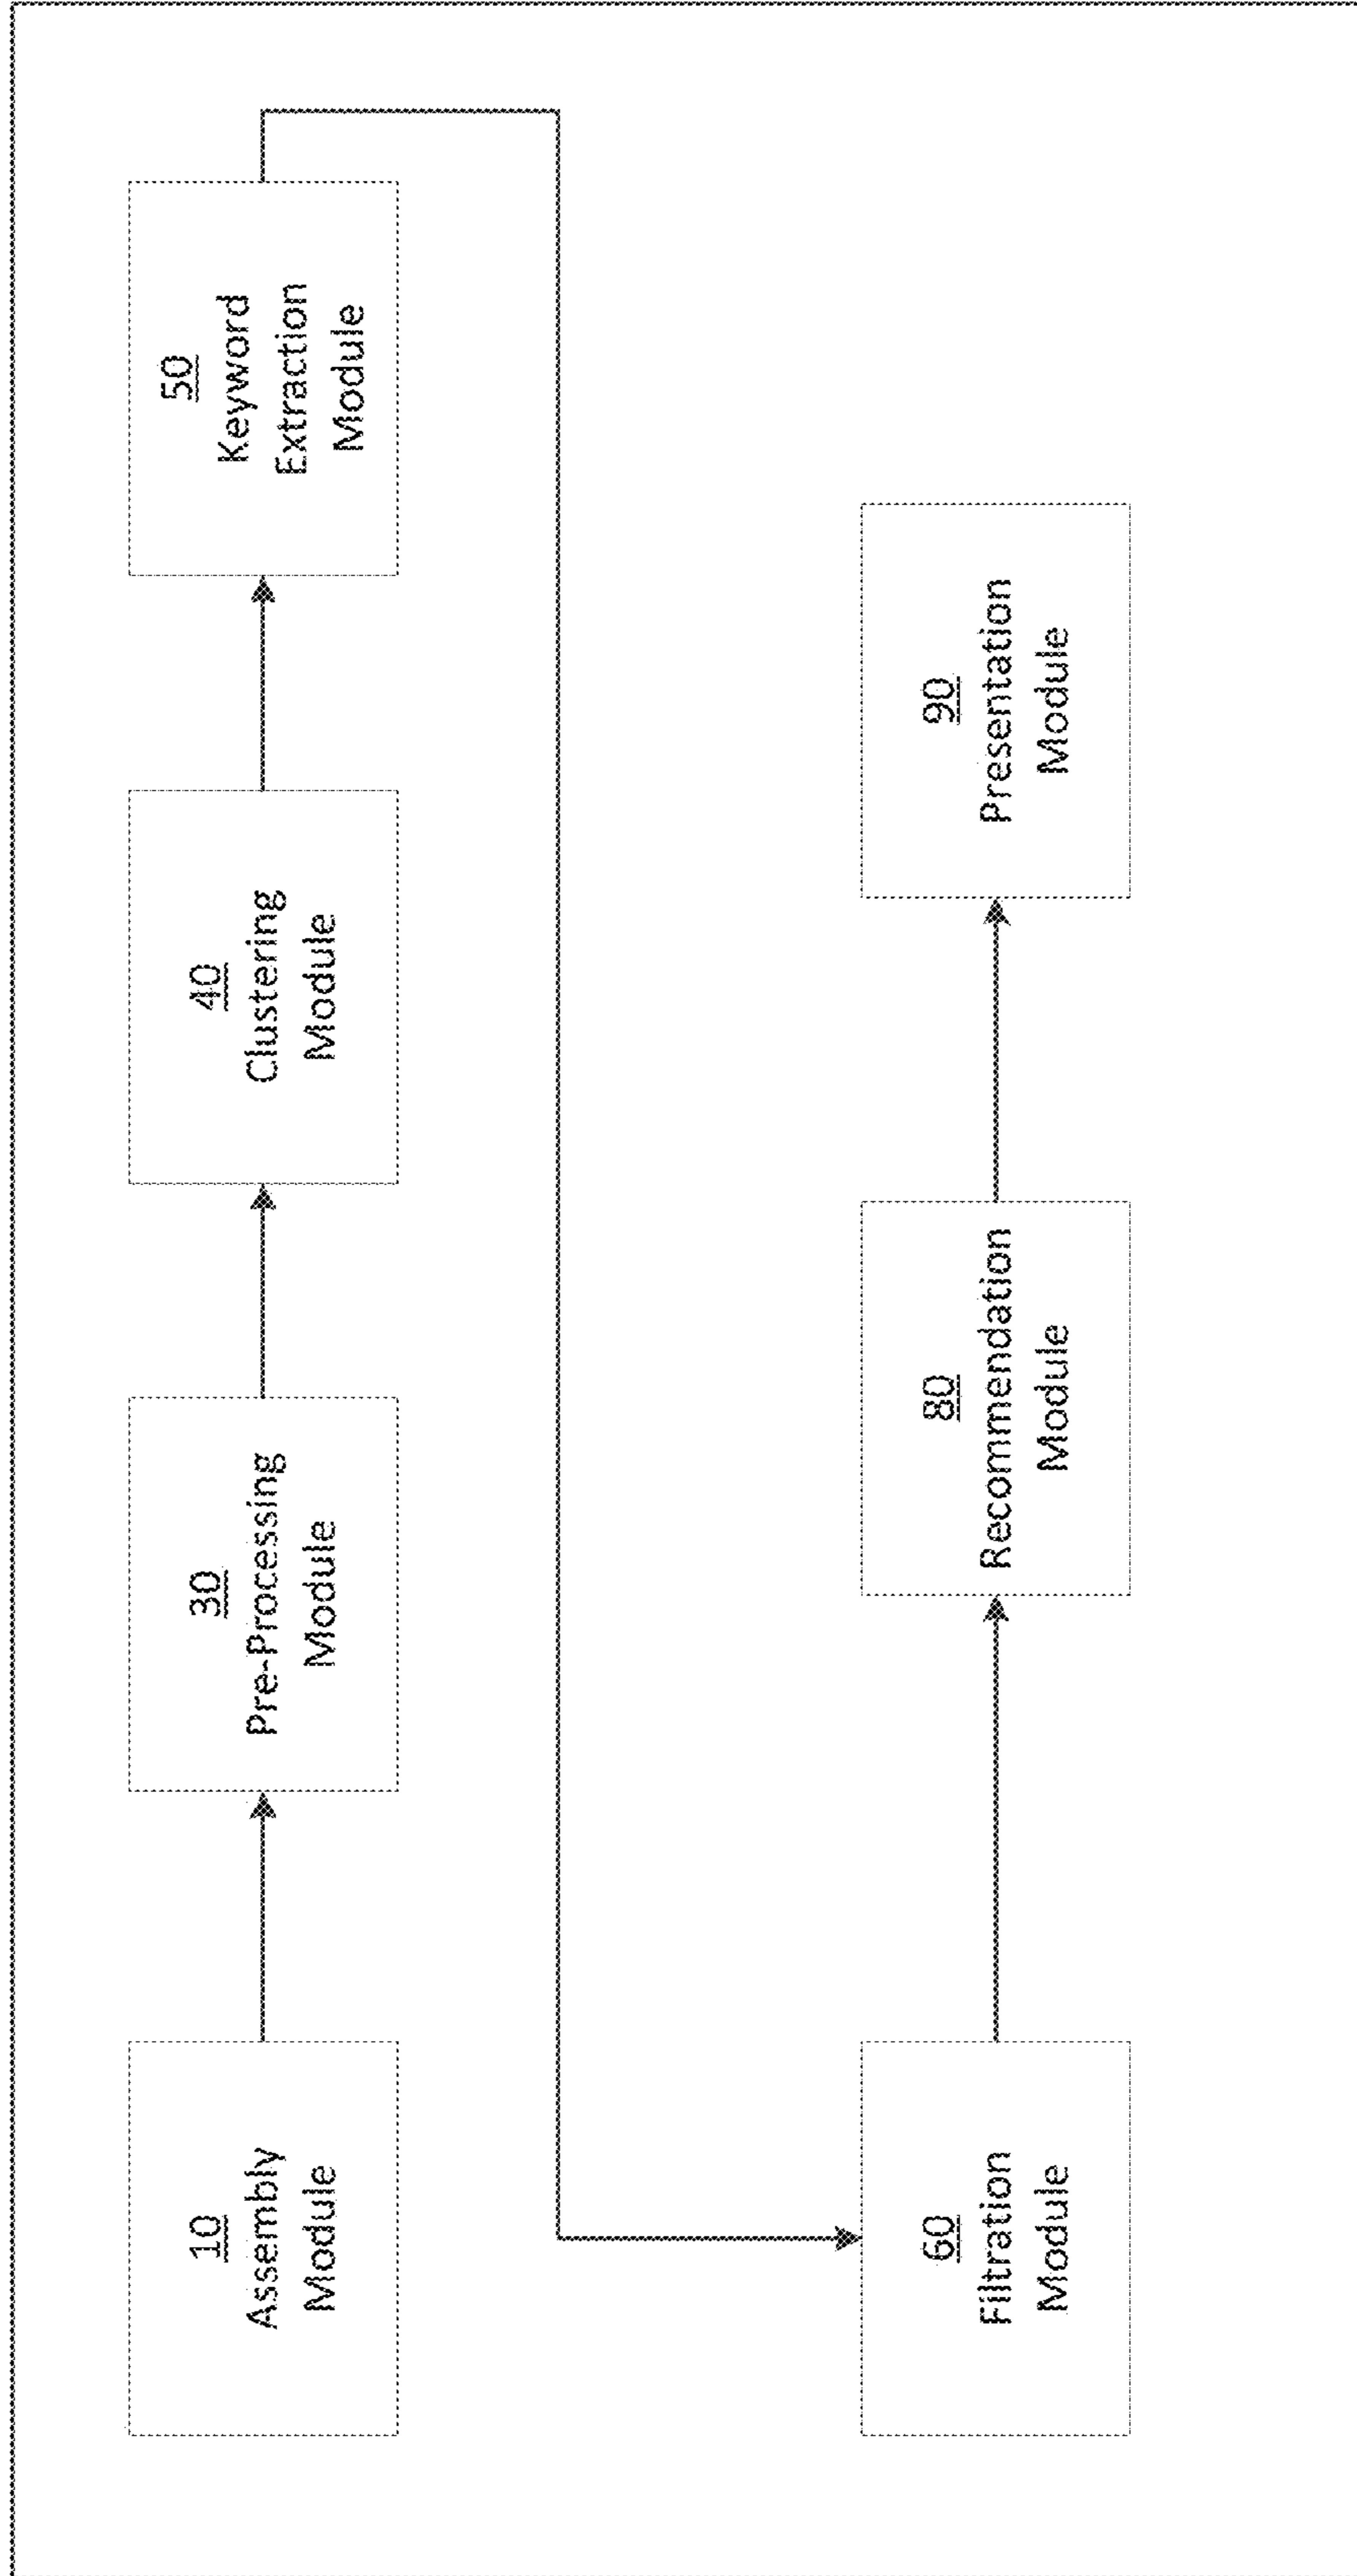 10
Assembly
Module
30
Pre-Processing
Module
40
Clustering
Module
50
Keyword
Extraction
Module
60
Filtration
Module
80
Recommendation
Module
90
Presentation
Module